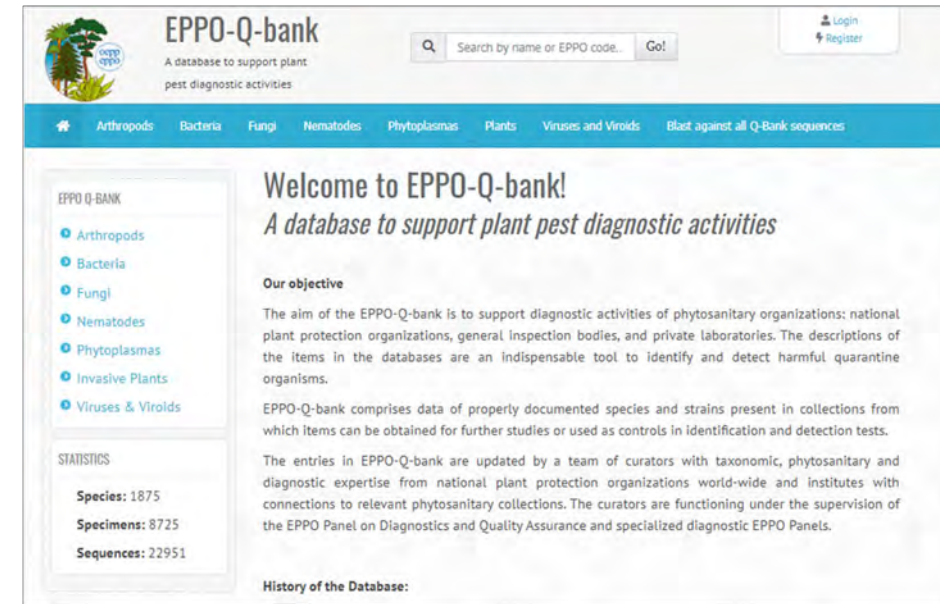 oepp
eppo
EPPO-Q-bank
A database to support plant
pest diagnostic activities
Search by name or EPPO code...
Go!
Login
Register
Arthropods Bacteria Fungi Nematodes Phytoplasmas Plants Viruses and Viroids Blast against all Q-Bank sequences
EPPO Q-BANK
Arthropods
Bacteria
Fungi
Nematodes
Phytoplasmas
Invasive Plants
Viruses & Viroids
STATISTICS
Species: 1875
Specimens: 8725
Sequences: 22951
Welcome to EPPO-Q-bank!
A database to support plant pest diagnostic activities
Our objective
The aim of the EPPO-Q-bank is to support diagnostic activities of phytosanitary organizations: national
plant protection organizations, general inspection bodies, and private laboratories. The descriptions of
the items in the databases are an indispensable tool to identify and detect harmful quarantine
organisms.
EPPO-Q-bank comprises data of properly documented species and strains present in collections from
which items can be obtained for further studies or used as controls in identification and detection tests.
The entries in EPPO-Q-bank are updated by a team of curators with taxonomic, phytosanitary and
diagnostic expertise from national plant protection organizations world-wide and institutes with
connections to relevant phytosanitary collections. The curators are functioning under the supervision of
the EPPO Panel on Diagnostics and Quality Assurance and specialized diagnostic EPPO Panels.
History of the Database: